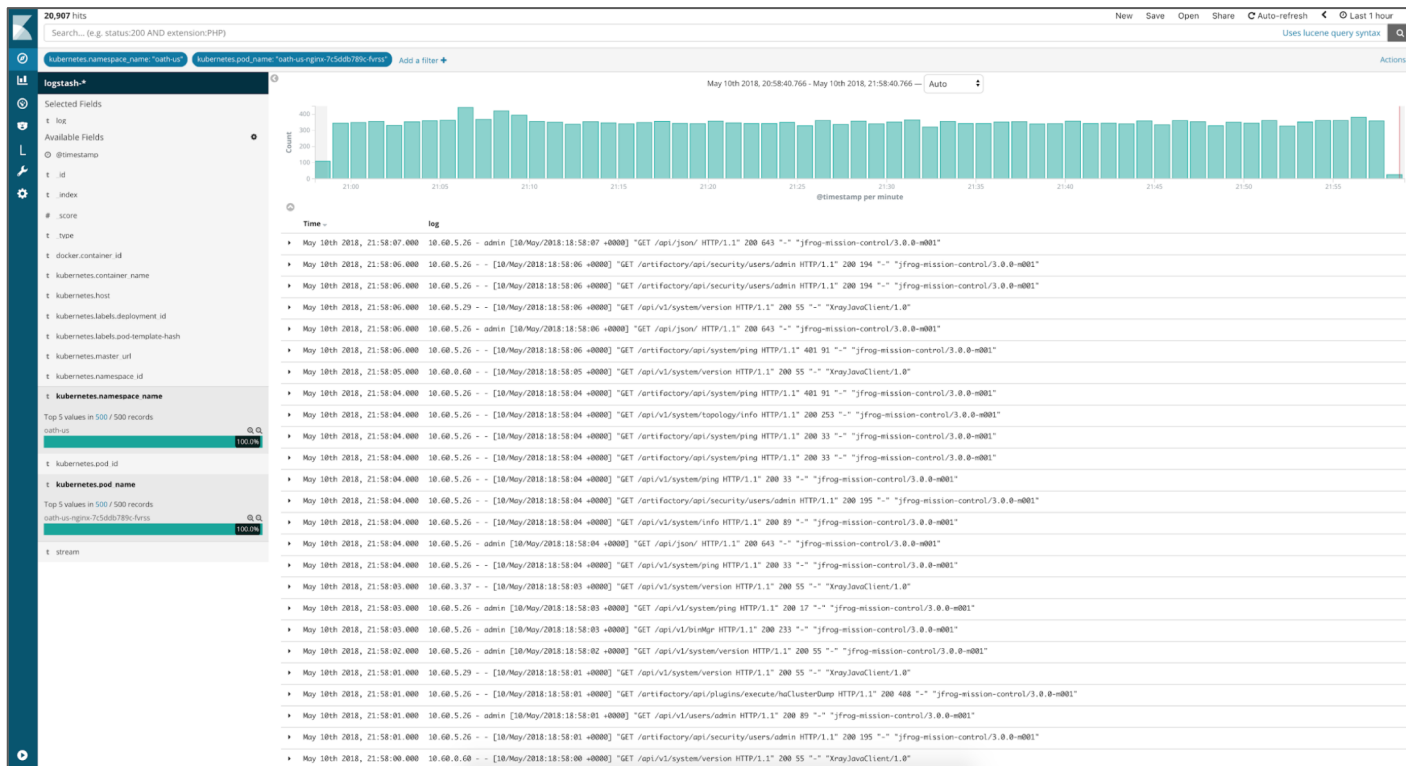 20,907 hits
New Save Open Share Auto-refresh Last 1 hour
Search... (e.g. status:200 AND extension:PHP)
Uses lucene query syntax
kubernetes.namespace_name: "oath-us" kubernetes.pod_name: "oath-us-nginx-7c5ddb789c-fvrss" Add a filter +
Actions
logstash-*
Selected Fields
t log
Available Fields
@timestamp
t _id
t _index
# _score
t _type
t docker.container_id
t kubernetes.container_name
t kubernetes.host
t kubernetes.labels.deployment_id
t kubernetes.labels.pod-template-hash
t kubernetes.master_url
t kubernetes.namespace_id
t kubernetes.namespace_name
Top 5 values in 500 / 500 records
oath-us
100.0%
t kubernetes.pod_id
t kubernetes.pod_name
Top 5 values in 500 / 500 records
oath-us-nginx-7c5ddb789c-fvrss
100.0%
t stream
May 10th 2018, 20:58:40.766 - May 10th 2018, 21:58:40.766 — Auto
Count
400
300
200
100
0
21:00 21:05 21:10 21:15 21:20 21:25 21:30 21:35 21:40 21:45 21:50 21:55
@timestamp per minute
Time log
May 10th 2018, 21:58:07.000 10.60.5.26 - admin [10/May/2018:18:58:07 +0000] "GET /api/json/ HTTP/1.1" 200 643 "-" "jfrog-mission-control/3.0.0-m001"
May 10th 2018, 21:58:06.000 10.60.5.26 - - [10/May/2018:18:58:06 +0000] "GET /artifactory/api/security/users/admin HTTP/1.1" 200 194 "-" "jfrog-mission-control/3.0.0-m001"
May 10th 2018, 21:58:06.000 10.60.5.26 - - [10/May/2018:18:58:06 +0000] "GET /artifactory/api/security/users/admin HTTP/1.1" 200 194 "-" "jfrog-mission-control/3.0.0-m001"
May 10th 2018, 21:58:06.000 10.60.5.29 - - [10/May/2018:18:58:06 +0000] "GET /api/v1/system/version HTTP/1.1" 200 55 "-" "XrayJavaClient/1.0"
May 10th 2018, 21:58:06.000 10.60.5.26 - admin [10/May/2018:18:58:06 +0000] "GET /api/json/ HTTP/1.1" 200 643 "-" "jfrog-mission-control/3.0.0-m001"
May 10th 2018, 21:58:06.000 10.60.5.26 - - [10/May/2018:18:58:06 +0000] "GET /artifactory/api/system/ping HTTP/1.1" 401 91 "-" "jfrog-mission-control/3.0.0-m001"
May 10th 2018, 21:58:05.000 10.60.0.60 - - [10/May/2018:18:58:05 +0000] "GET /api/v1/system/version HTTP/1.1" 200 55 "-" "XrayJavaClient/1.0"
May 10th 2018, 21:58:04.000 10.60.5.26 - - [10/May/2018:18:58:04 +0000] "GET /artifactory/api/system/ping HTTP/1.1" 401 91 "-" "jfrog-mission-control/3.0.0-m001"
May 10th 2018, 21:58:04.000 10.60.5.26 - - [10/May/2018:18:58:04 +0000] "GET /api/v1/system/topology/info HTTP/1.1" 200 253 "-" "jfrog-mission-control/3.0.0-m001"
May 10th 2018, 21:58:04.000 10.60.5.26 - - [10/May/2018:18:58:04 +0000] "GET /artifactory/api/system/ping HTTP/1.1" 200 33 "-" "jfrog-mission-control/3.0.0-m001"
May 10th 2018, 21:58:04.000 10.60.5.26 - - [10/May/2018:18:58:04 +0000] "GET /artifactory/api/system/ping HTTP/1.1" 200 33 "-" "jfrog-mission-control/3.0.0-m001"
May 10th 2018, 21:58:04.000 10.60.5.26 - - [10/May/2018:18:58:04 +0000] "GET /api/v1/system/ping HTTP/1.1" 200 33 "-" "jfrog-mission-control/3.0.0-m001"
May 10th 2018, 21:58:04.000 10.60.5.26 - - [10/May/2018:18:58:04 +0000] "GET /artifactory/api/security/users/admin HTTP/1.1" 200 195 "-" "jfrog-mission-control/3.0.0-m001"
May 10th 2018, 21:58:04.000 10.60.5.26 - - [10/May/2018:18:58:04 +0000] "GET /api/v1/system/info HTTP/1.1" 200 89 "-" "jfrog-mission-control/3.0.0-m001"
May 10th 2018, 21:58:04.000 10.60.5.26 - admin [10/May/2018:18:58:04 +0000] "GET /api/json/ HTTP/1.1" 200 643 "-" "jfrog-mission-control/3.0.0-m001"
May 10th 2018, 21:58:04.000 10.60.5.26 - - [10/May/2018:18:58:04 +0000] "GET /api/v1/system/ping HTTP/1.1" 200 33 "-" "jfrog-mission-control/3.0.0-m001"
May 10th 2018, 21:58:03.000 10.60.3.37 - - [10/May/2018:18:58:03 +0000] "GET /api/v1/system/version HTTP/1.1" 200 55 "-" "XrayJavaClient/1.0"
May 10th 2018, 21:58:03.000 10.60.5.26 - admin [10/May/2018:18:58:03 +0000] "GET /api/v1/system/ping HTTP/1.1" 200 17 "-" "jfrog-mission-control/3.0.0-m001"
May 10th 2018, 21:58:03.000 10.60.5.26 - admin [10/May/2018:18:58:03 +0000] "GET /api/v1/binMgr HTTP/1.1" 200 233 "-" "jfrog-mission-control/3.0.0-m001"
May 10th 2018, 21:58:02.000 10.60.5.26 - admin [10/May/2018:18:58:02 +0000] "GET /api/v1/system/version HTTP/1.1" 200 55 "-" "jfrog-mission-control/3.0.0-m001"
May 10th 2018, 21:58:01.000 10.60.5.29 - - [10/May/2018:18:58:01 +0000] "GET /api/v1/system/version HTTP/1.1" 200 55 "-" "XrayJavaClient/1.0"
May 10th 2018, 21:58:01.000 10.60.5.26 - - [10/May/2018:18:58:01 +0000] "GET /artifactory/api/plugins/execute/haClusterDump HTTP/1.1" 200 408 "-" "jfrog-mission-control/3.0.0-m001"
May 10th 2018, 21:58:01.000 10.60.5.26 - admin [10/May/2018:18:58:01 +0000] "GET /api/v1/users/admin HTTP/1.1" 200 89 "-" "jfrog-mission-control/3.0.0-m001"
May 10th 2018, 21:58:01.000 10.60.5.26 - - [10/May/2018:18:58:01 +0000] "GET /artifactory/api/security/users/admin HTTP/1.1" 200 195 "-" "jfrog-mission-control/3.0.0-m001"
May 10th 2018, 21:58:00.000 10.60.0.60 - - [10/May/2018:18:58:00 +0000] "GET /api/v1/system/version HTTP/1.1" 200 55 "-" "XrayJavaClient/1.0"